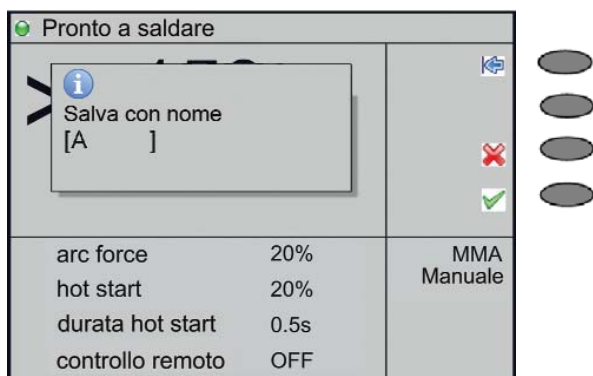 Pronto a saldare
Salva con nome
[A ]
arc force 20%
hot start 20%
durata hot start 0.5s
controllo remoto OFF
MMA
Manuale